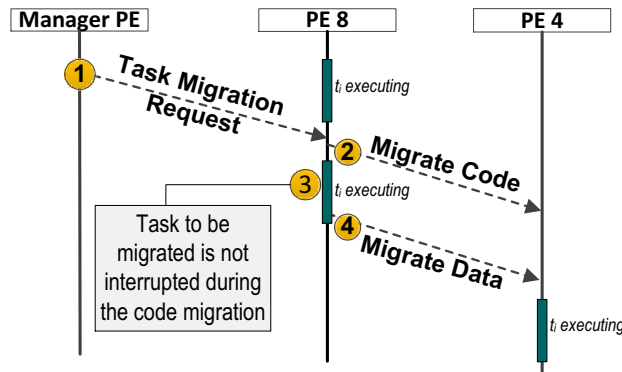 Manager PE
PE 8
PE 4
1
Task Migration
Request
tᵢ executing
2
Migrate Code
3
tᵢ executing
Task to be
migrated is not
interrupted during
the code migration
4
Migrate Data
tᵢ executing